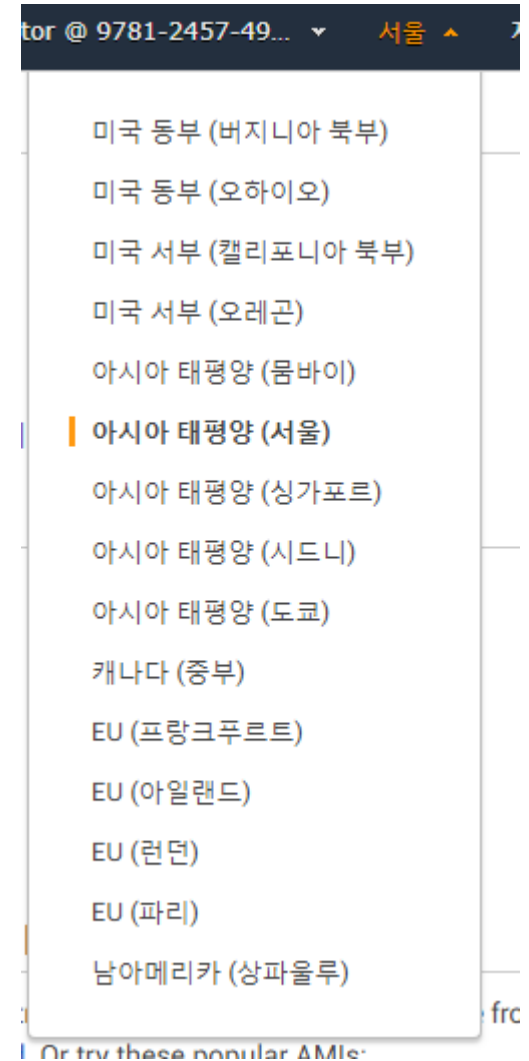 tor @ 9781-2457-49... 서울
미국 동부 (버지니아 북부)
미국 동부 (오하이오)
미국 서부 (캘리포니아 북부)
미국 서부 (오레곤)
아시아 태평양 (뭄바이)
아시아 태평양 (서울)
아시아 태평양 (싱가포르)
아시아 태평양 (시드니)
아시아 태평양 (도쿄)
캐나다 (중부)
EU (프랑크푸르트)
EU (아일랜드)
EU (런던)
EU (파리)
남아메리카 (상파울루)
fro
Or try these popular AMIs: